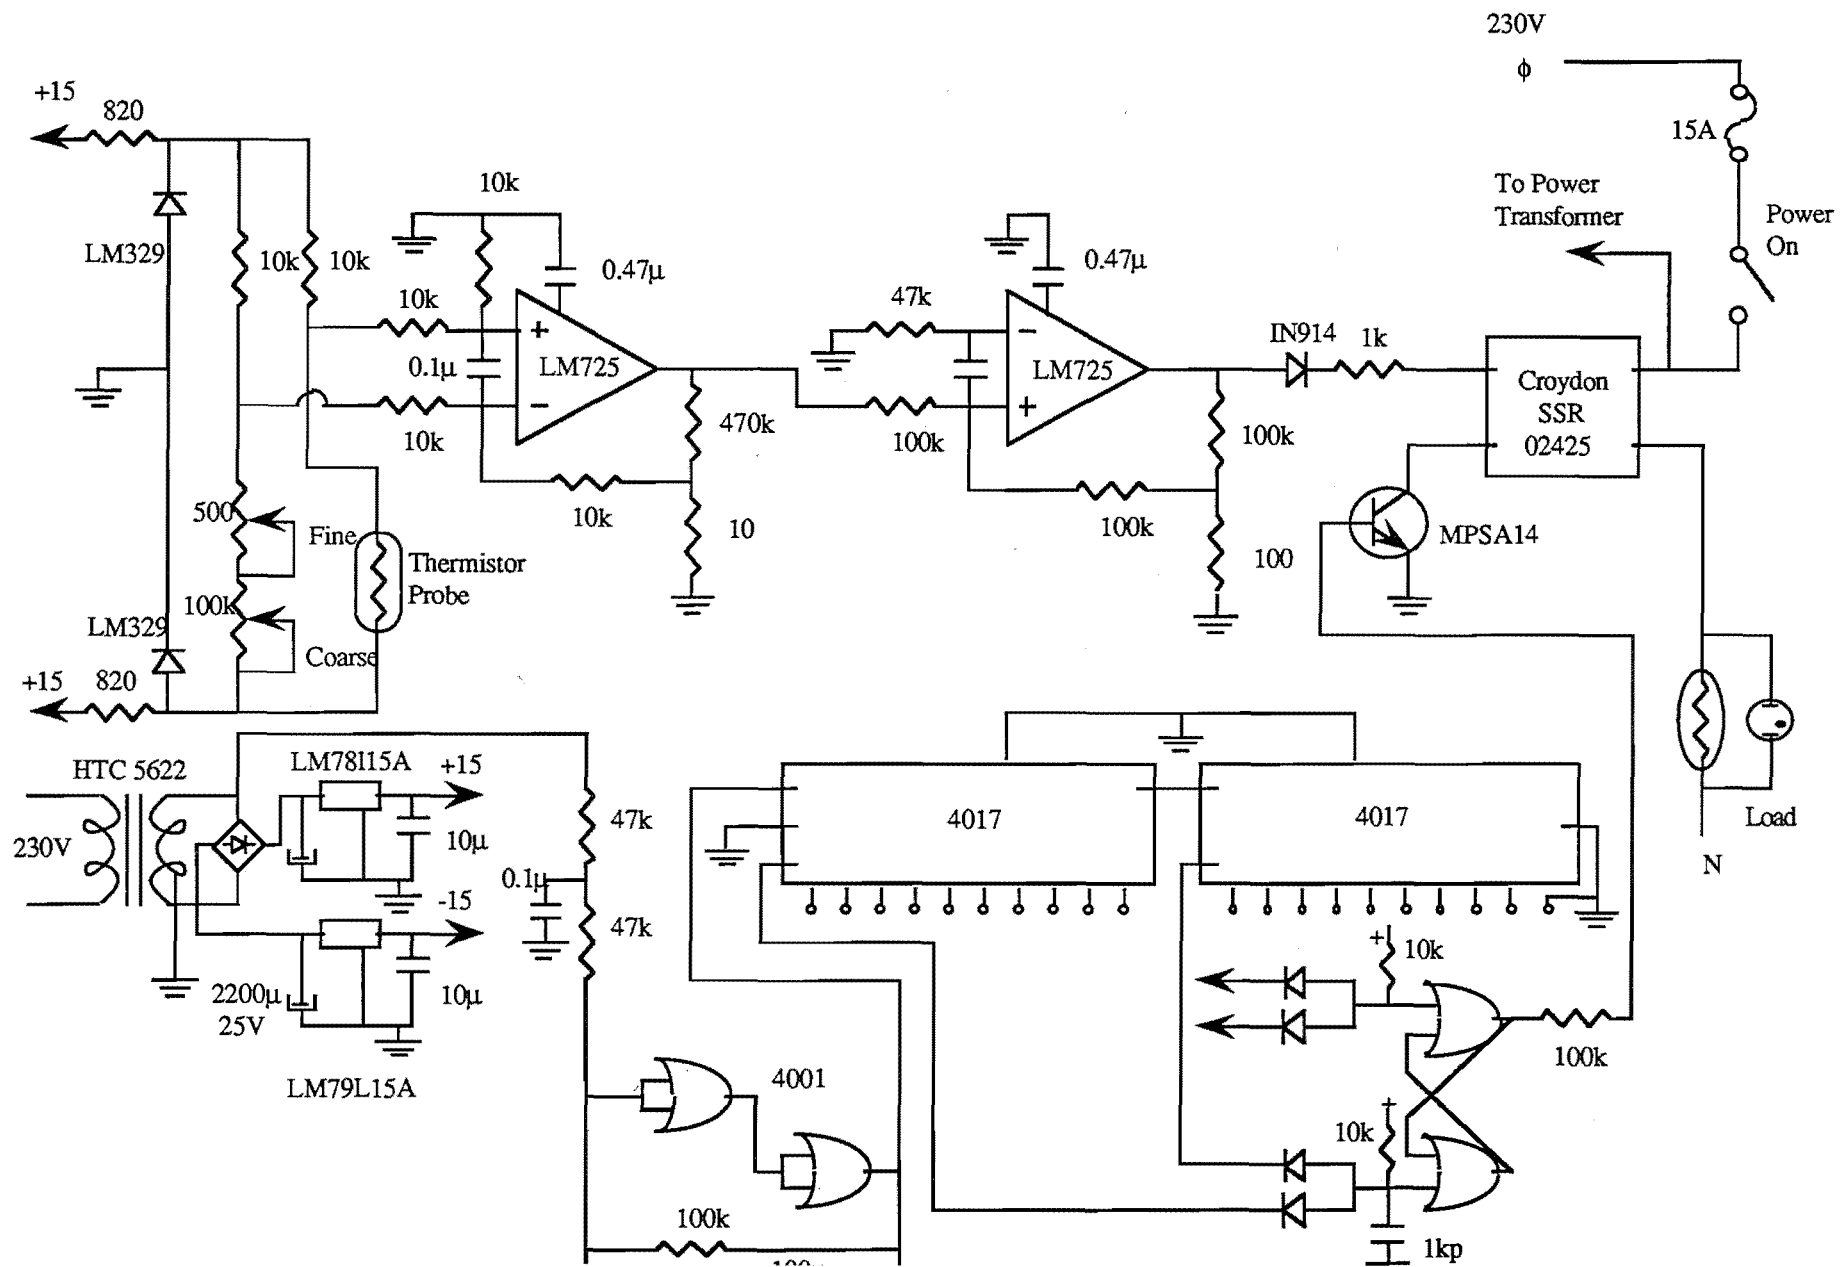 230V
ϕ
+15
820
15A
To Power
Transformer
Power
On
10k
LM329
10k
10k
0.47µ
0.47µ
10k
47k
IN914
1k
0.1µ
LM725
LM725
Croydon
SSR
02425
10k
470k
100k
100k
10k
10
100k
100
MPSA14
500
Fine
Thermistor
Probe
100k
LM329
Coarse
+15
820
HTC 5622
LM78l15A
+15
230V
10µ
-15
47k
4017
4017
Load
N
0.1µ
47k
2200µ
25V
10µ
LM79L15A
+
10k
100k
4001
+
10k
100k
1kp